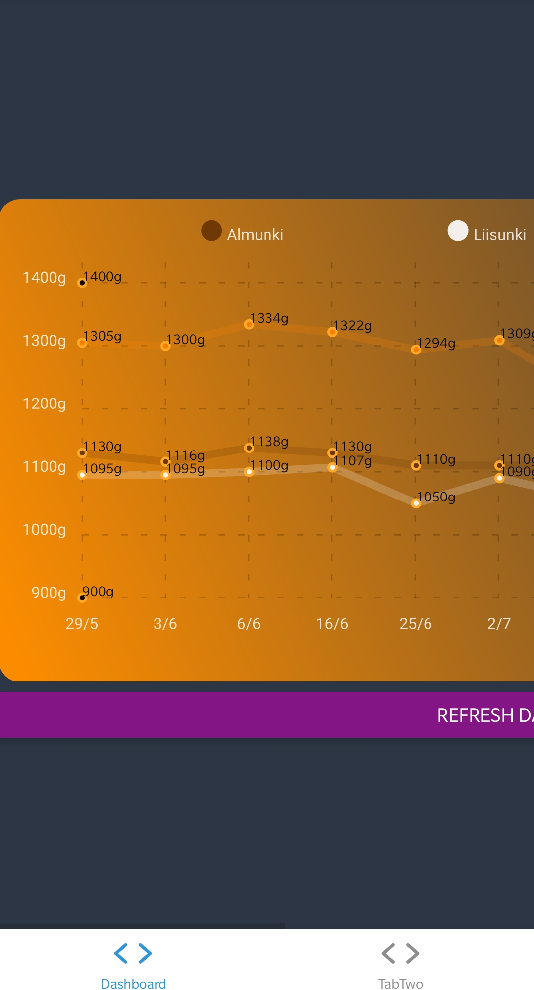 Almunki Liisunki
1400g 1400g
1300g 1305g 1300g 1334g 1322g 1294g 1309g
1200g
1130g 1116g 1138g 1130g 1110g 1110g
1100g 1095g 1095g 1100g 1107g 1050g 1090g
1000g
900g 900g
29/5 3/6 6/6 16/6 25/6 2/7
REFRESH DA
Dashboard TabTwo